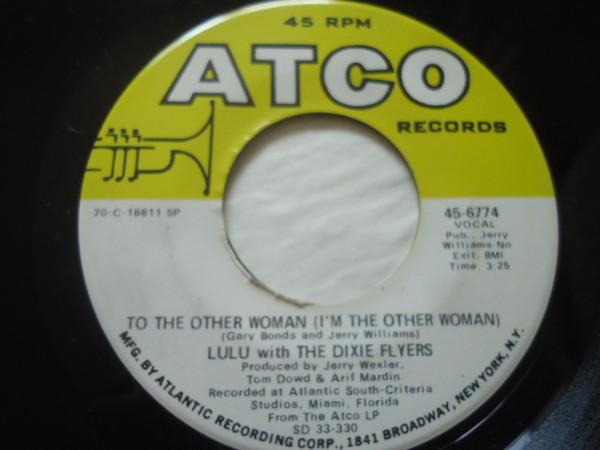 45 RPM
ATCO
RECORDS
70-C-18811 SP
45-6774
VOCAL
Pub., Jerry
Williams-No
Exit, BMI
Time: 3:25
TO THE OTHER WOMAN (I'M THE OTHER WOMAN)
(Gary Bonds and Jerry Williams)
LULU with THE DIXIE FLYERS
Produced by Jerry Wexler,
Tom Dowd & Arif Mardin
Recorded at Atlantic South-Criteria
Studios, Miami, Florida
From The Atco LP
SD 33-330
MFG. BY ATLANTIC RECORDING CORP., 1841 BROADWAY, NEW YORK, N.Y.